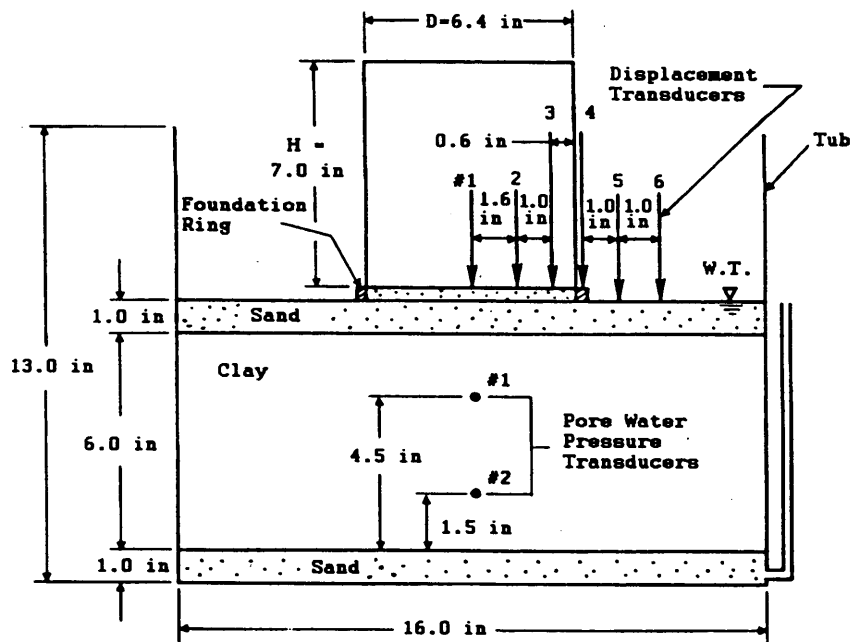 D=6.4 in
Displacement
Transducers
3
4
H =
7.0 in
0.6 in
Tub
#1
2
5
6
Foundation
Ring
1.6
in
1.0
in
1.0
in
1.0
in
W.T.
1.0 in
Sand
13.0 in
Clay
#1
6.0 in
4.5 in
Pore Water
Pressure
Transducers
#2
1.5 in
1.0 in
Sand
16.0 in